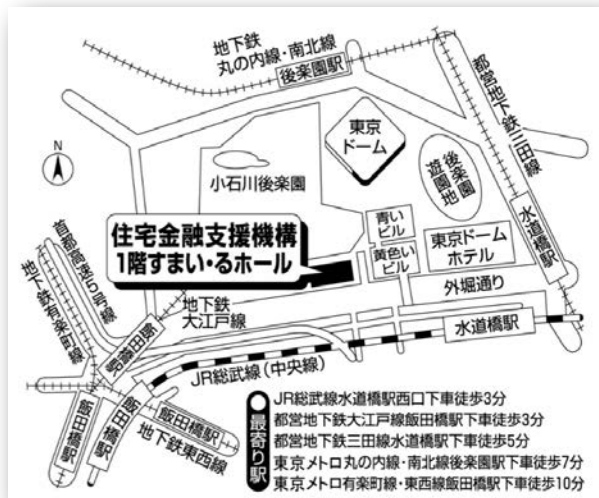 地下鉄
丸の内線・南北線
後楽園駅
都営地下鉄三田線
東京
ドーム
N
小石川後楽園
後楽園
遊園地
青い
ビル
住宅金融支援機構
1階すまい・るホール
黄色い
ビル
東京ドーム
ホテル
水道橋駅
首都高速5号線
地下鉄有楽町線
地下鉄
大江戸線
外堀通り
飯田橋駅
水道橋駅
JR総武線(中央線)
飯田橋駅
飯田橋駅
飯田橋駅
地下鉄東西線
最寄り駅
JR総武線水道橋駅西口下車徒歩3分
都営地下鉄大江戸線飯田橋駅下車徒歩3分
都営地下鉄三田線水道橋駅下車徒歩5分
東京メトロ丸の内線・南北線後楽園駅下車徒歩7分
東京メトロ有楽町線・東西線飯田橋駅下車徒歩10分